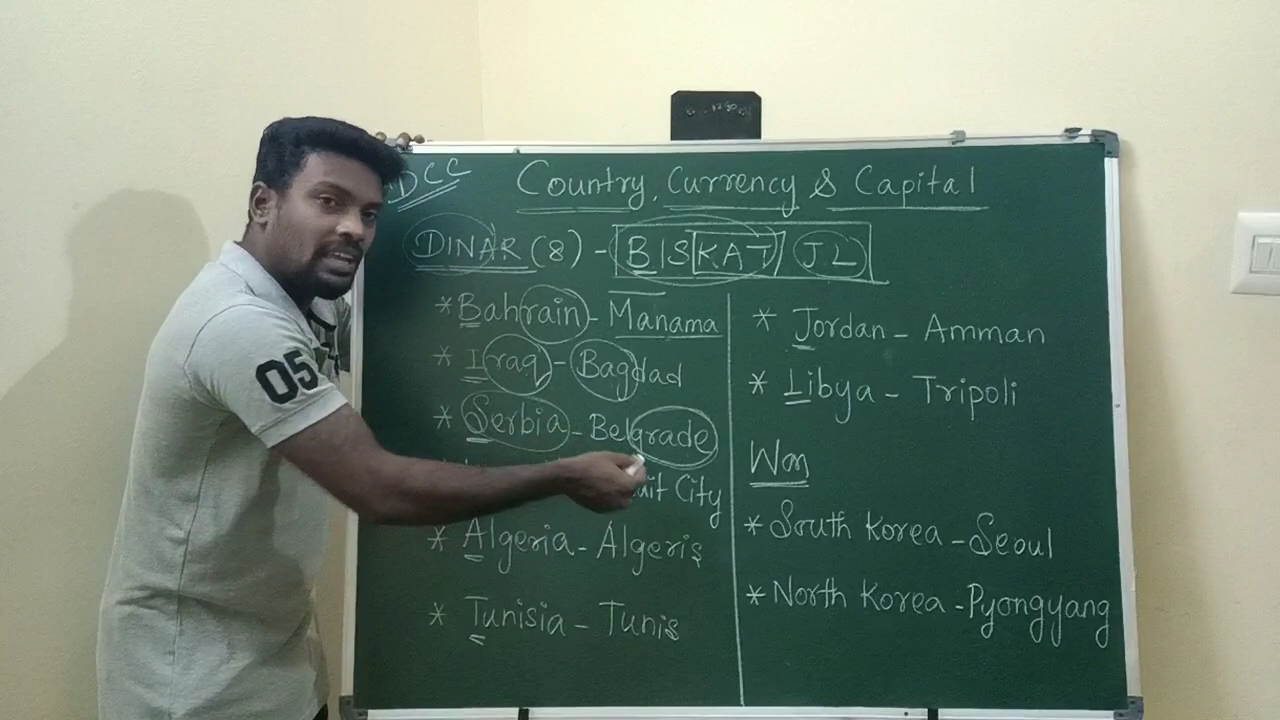 DCC
Country, Currency & Capital
DINAR (8) - BISKAT JL
* Bahrain - Manama
* Iraq - Bagdad
* Serbia - Belgrade
City
* Algeria - Algeris
* Tunisia - Tunis
* Jordan - Amman
* Libya - Tripoli
Won
* South Korea - Seoul
* North Korea - Pyongyang
05